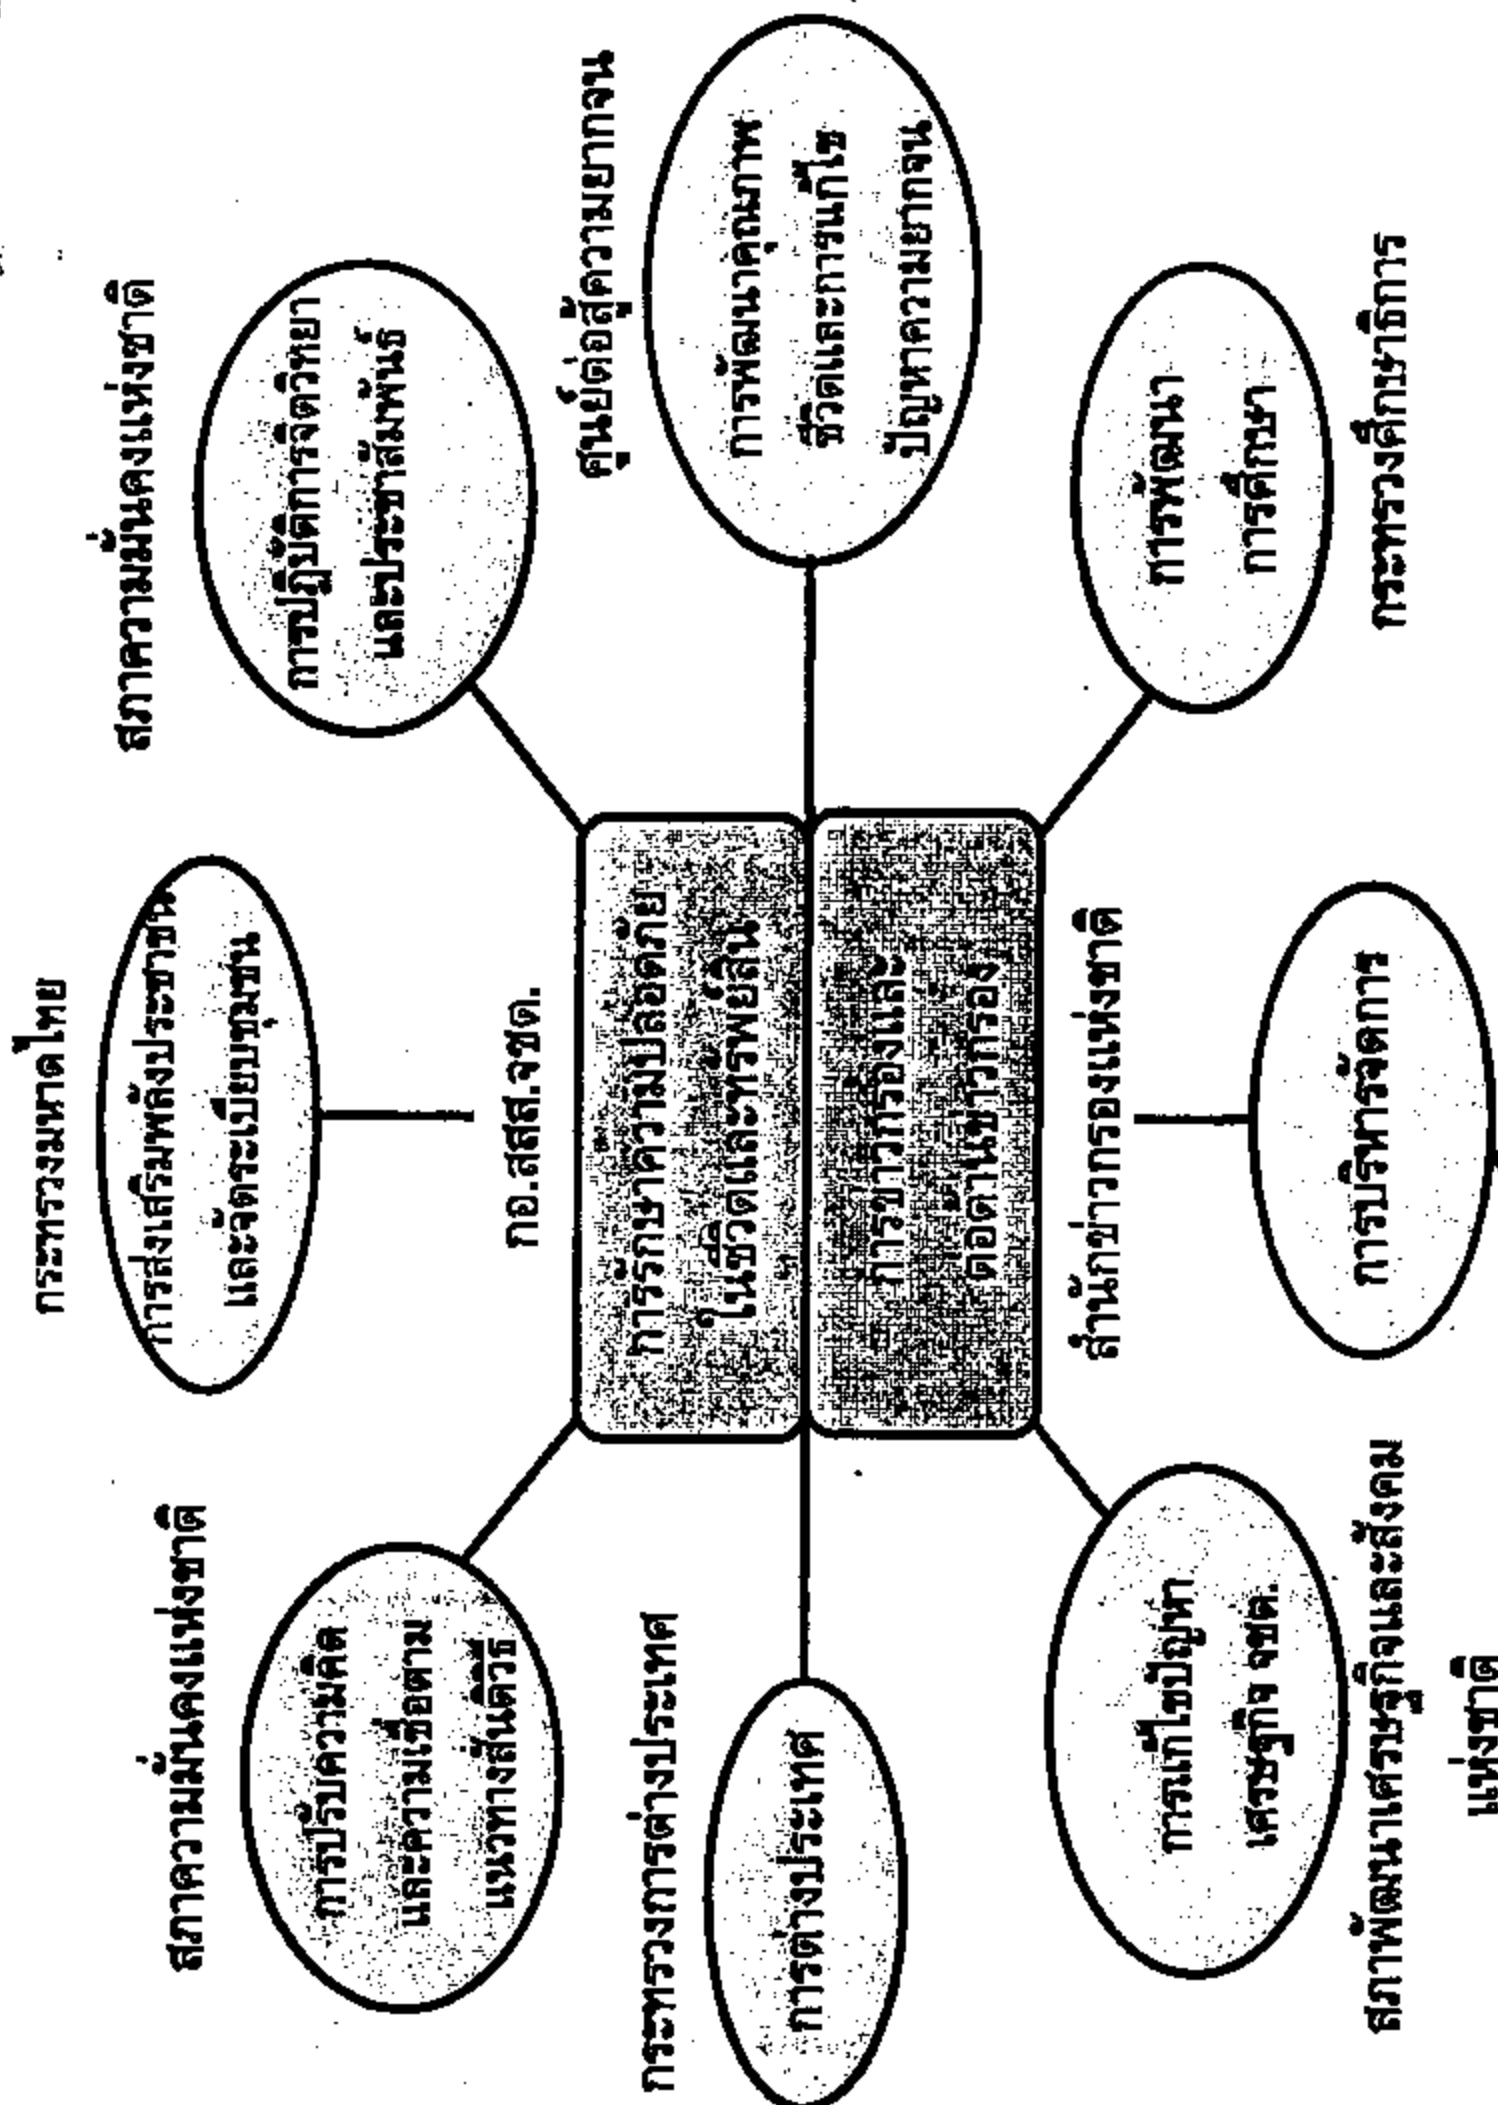 กระทรวงมหาดไทย
การส่งเสริมพลังประชาชน
และจัดระเบียบชุมชน
สภาความมั่นคงแห่งชาติ
การปรับความคิด
และความเชื่อตาม
แนวทางสันติวิธี
สภาความมั่นคงแห่งชาติ
การปฏิบัติการจิตวิทยา
และประชาสัมพันธ์
กอ.สสส.จชต.
การรักษาความปลอดภัย
ในชีวิตและทรัพย์สิน
กระทรวงการต่างประเทศ
การต่างประเทศ
ศูนย์ต่อสู้ความยากจน
การพัฒนาคุณภาพ
ชีวิตและการแก้ไข
ปัญหาความยากจน
การข่าวกรองและ
ต่อต้านข่าวกรอง
สำนักข่าวกรองแห่งชาติ
การแก้ไขปัญหา
เศรษฐกิจ จชต.
สภาพัฒนาเศรษฐกิจและสังคม
แห่งชาติ
การบริหารจัดการ
การพัฒนา
การศึกษา
กระทรวงศึกษาธิการ